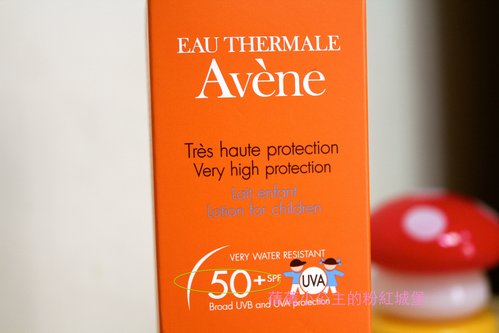 EAU THERMALE
Avène
Très haute protection
Very high protection
Lait enfant
Lotion for children
VERY WATER RESISTANT
50+ SPF
UVA
Broad UVB and UVA protection
主的粉紅城堡